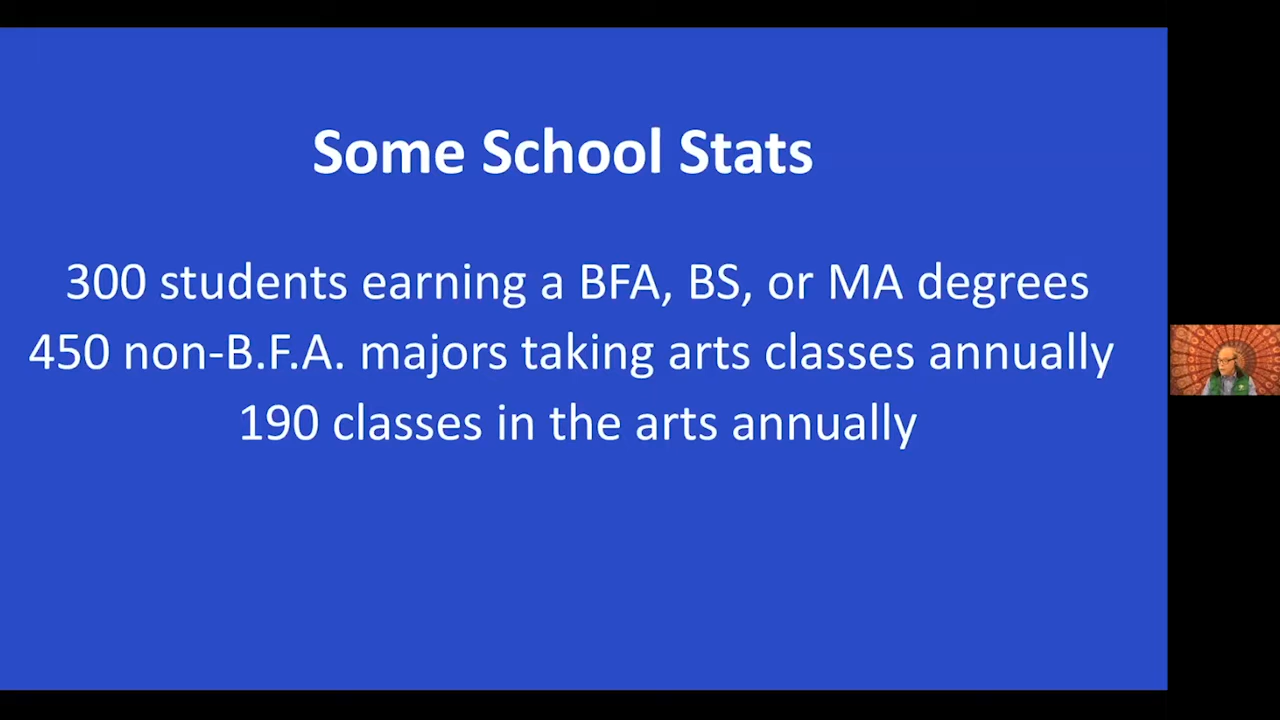 Some School Stats
300 students earning a BFA, BS, or MA degrees
450 non-B.F.A. majors taking arts classes annually
190 classes in the arts annually